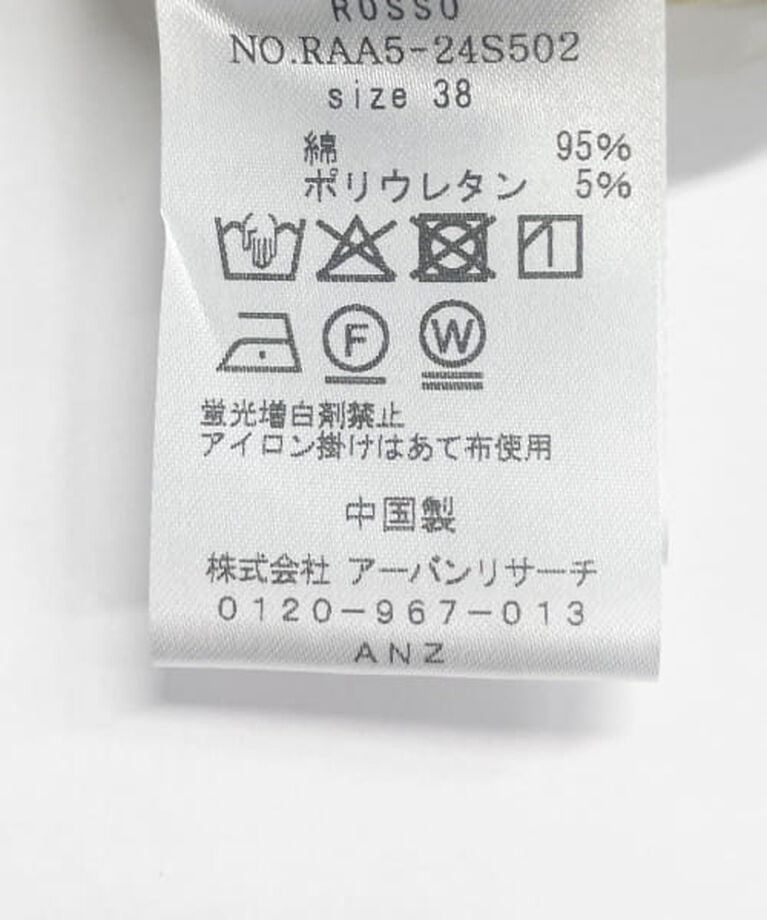 ROSSO
NO.RAA5-24S502
size 38
綿 95%
ポリウレタン 5%
F W
蛍光増白剤禁止
アイロン掛けはあて布使用
中国製
株式会社 アーバンリサーチ
0120-967-013
ANZ